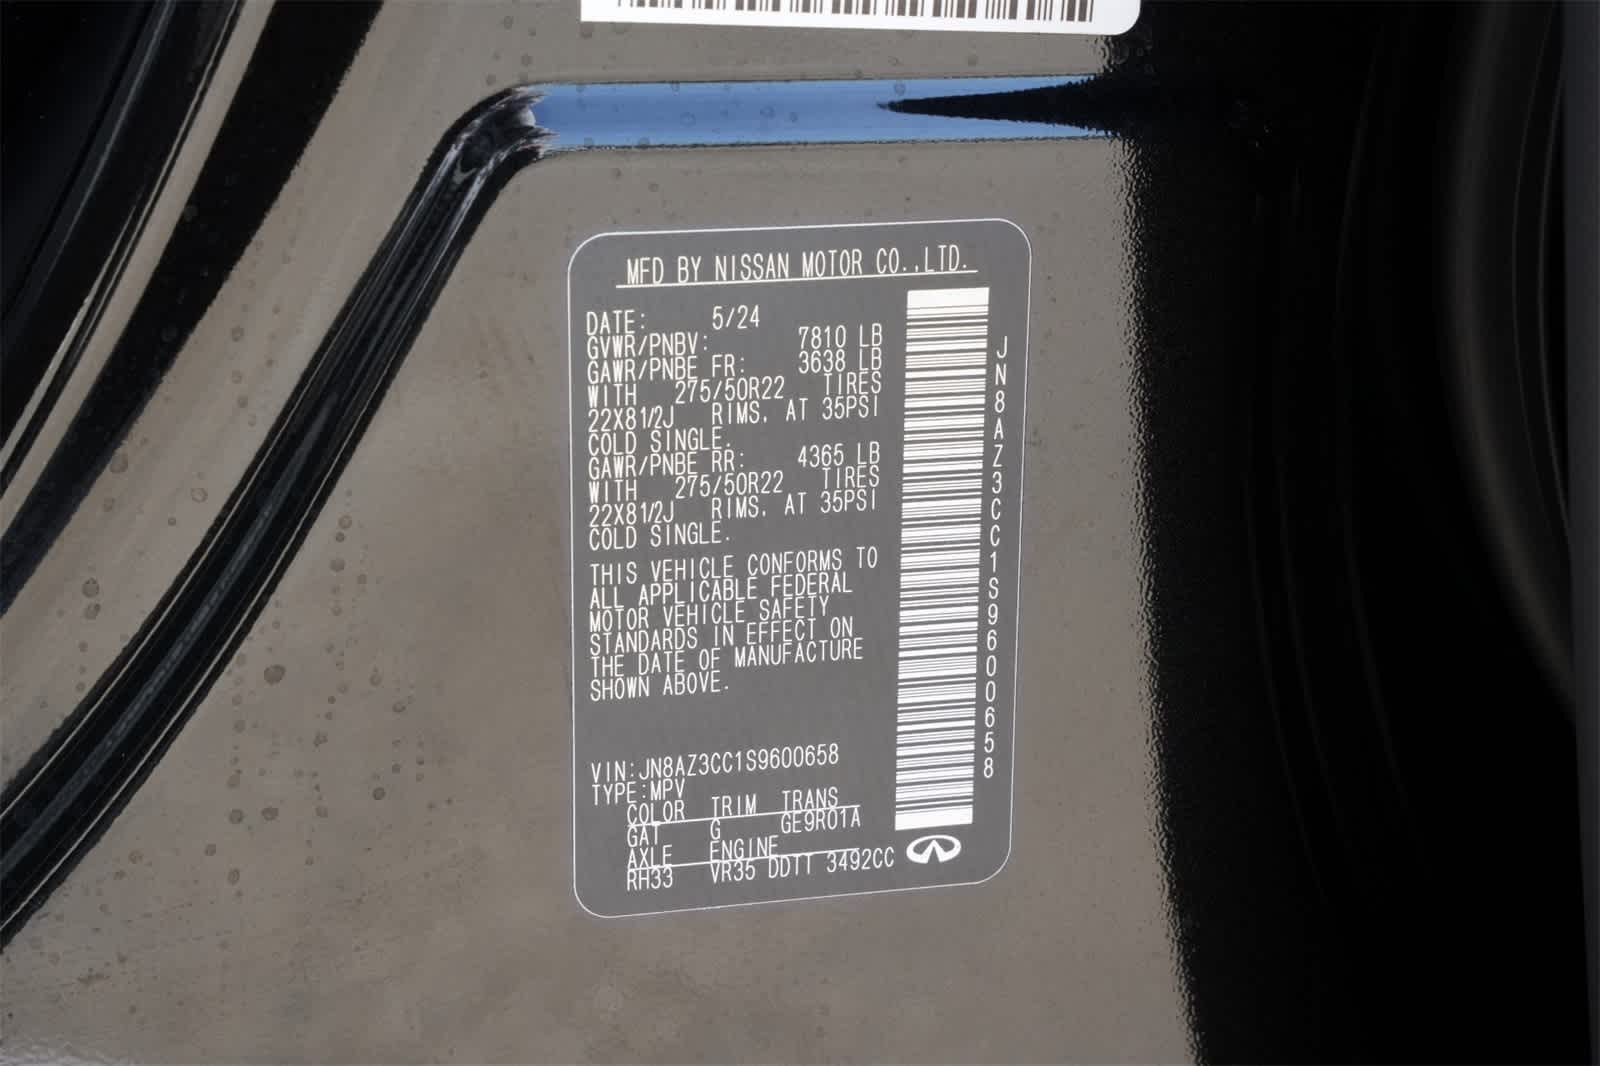 MFD BY NISSAN MOTOR CO.,LTD.
DATE: 5/24
GVWR/PNBV: 7810 LB
GAWR/PNBE FR: 3638 LB
WITH 275/50R22 TIRES
22X81/2J RIMS, AT 35PSI
COLD SINGLE.
GAWR/PNBE RR: 4365 LB
WITH 275/50R22 TIRES
22X81/2J RIMS, AT 35PSI
COLD SINGLE.
THIS VEHICLE CONFORMS TO
ALL APPLICABLE FEDERAL
MOTOR VEHICLE SAFETY
STANDARDS IN EFFECT ON
THE DATE OF MANUFACTURE
SHOWN ABOVE.
VIN:JN8AZ3CC1S9600658
TYPE:MPV
COLOR TRIM TRANS
GAT G GE9R01A
AXLE ENGINE
RH33 VR35 DDTT 3492CC
JN8AZ3CC1S9600658